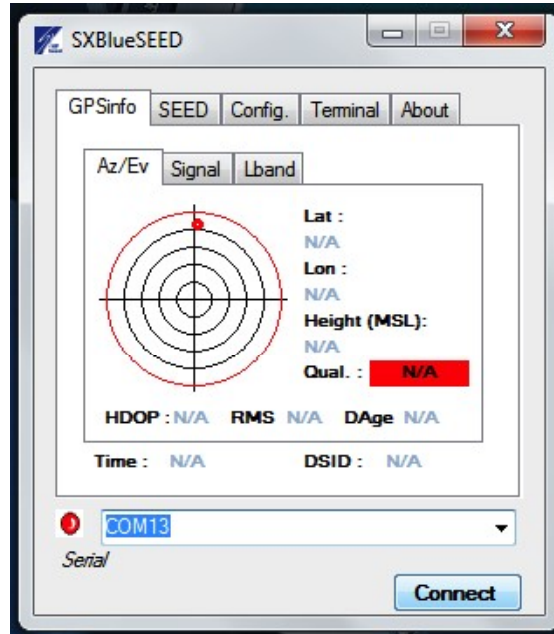 SXBlueSEED
GPSinfo SEED Config. Terminal About
Az/Ev Signal Lband
Lat :
N/A
Lon :
N/A
Height (MSL):
N/A
Qual. : N/A
HDOP : N/A RMS N/A DAge N/A
Time : N/A DSID : N/A
COM13
Serial
Connect